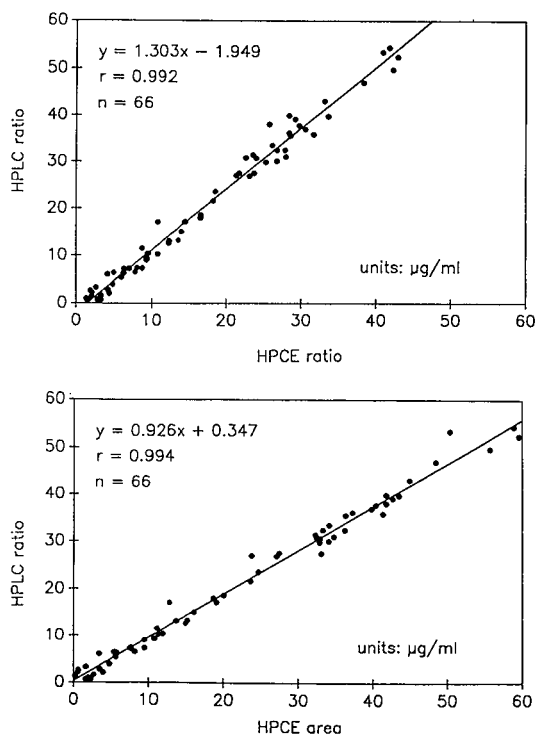 60
y = 1.303x − 1.949
50
r = 0.992
n = 66
40
HPLC ratio
30
20
10
units: µg/ml
0
0 10 20 30 40 50 60
HPCE ratio
60
y = 0.926x + 0.347
50
r = 0.994
n = 66
40
HPLC ratio
30
20
10
units: µg/ml
0
0 10 20 30 40 50 60
HPCE area